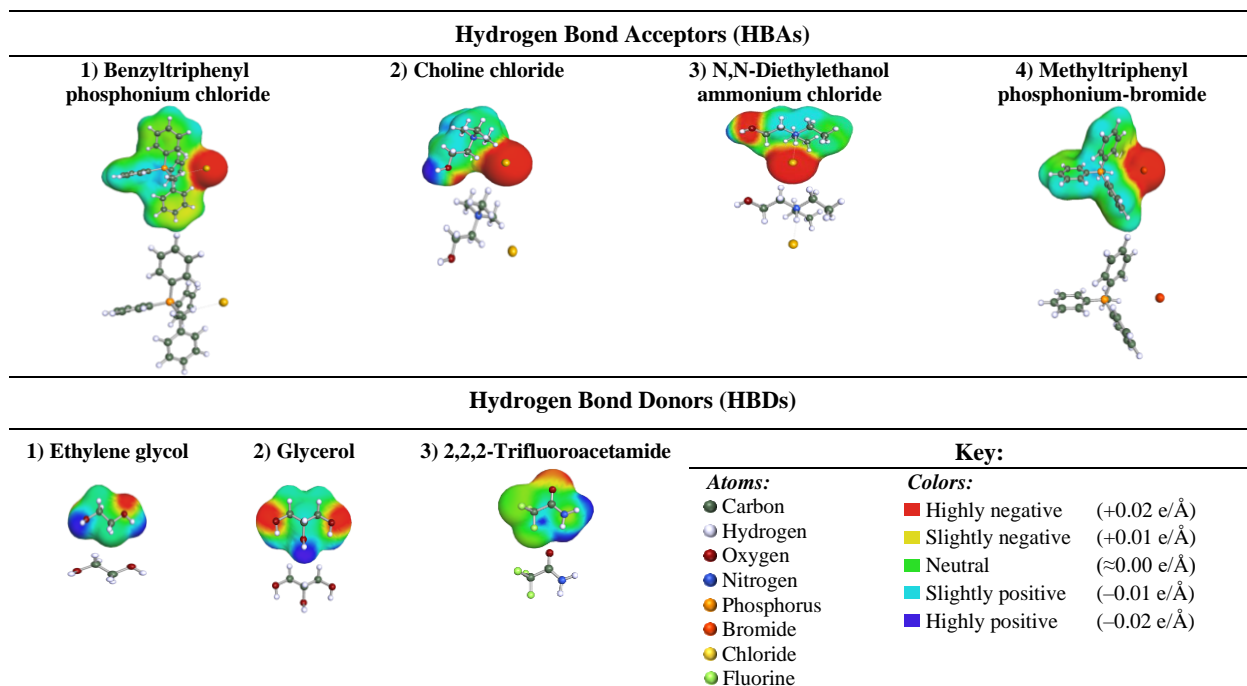 Hydrogen Bond Acceptors (HBAs)
1) Benzyltriphenyl
phosphonium chloride
2) Choline chloride
3) N,N-Diethylethanol
ammonium chloride
4) Methyltriphenyl
phosphonium-bromide
Hydrogen Bond Donors (HBDs)
1) Ethylene glycol
2) Glycerol
3) 2,2,2-Trifluoroacetamide
Key:
Atoms:
Carbon
Hydrogen
Oxygen
Nitrogen
Phosphorus
Bromide
Chloride
Fluorine
Colors:
Highly negative (+0.02 e/Å)
Slightly negative (+0.01 e/Å)
Neutral (≈0.00 e/Å)
Slightly positive (–0.01 e/Å)
Highly positive (–0.02 e/Å)